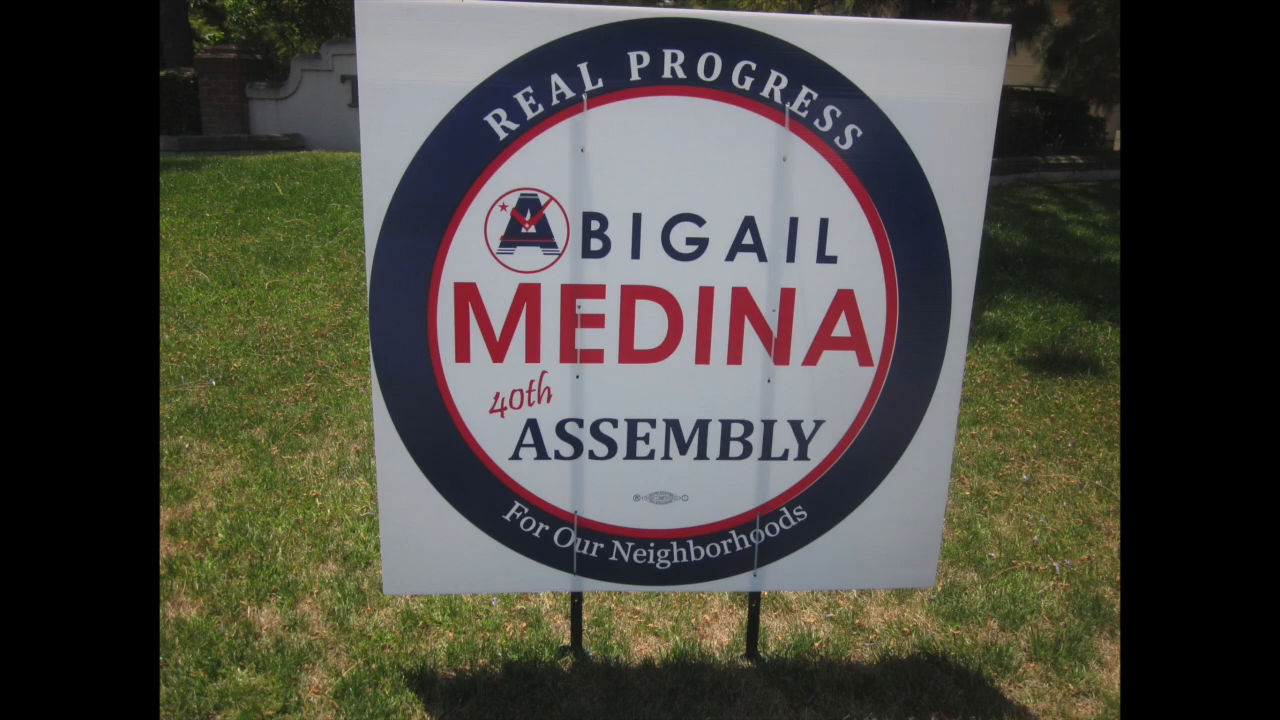 REAL PROGRESS
ABIGAIL
MEDINA
40th
ASSEMBLY
For Our Neighborhoods